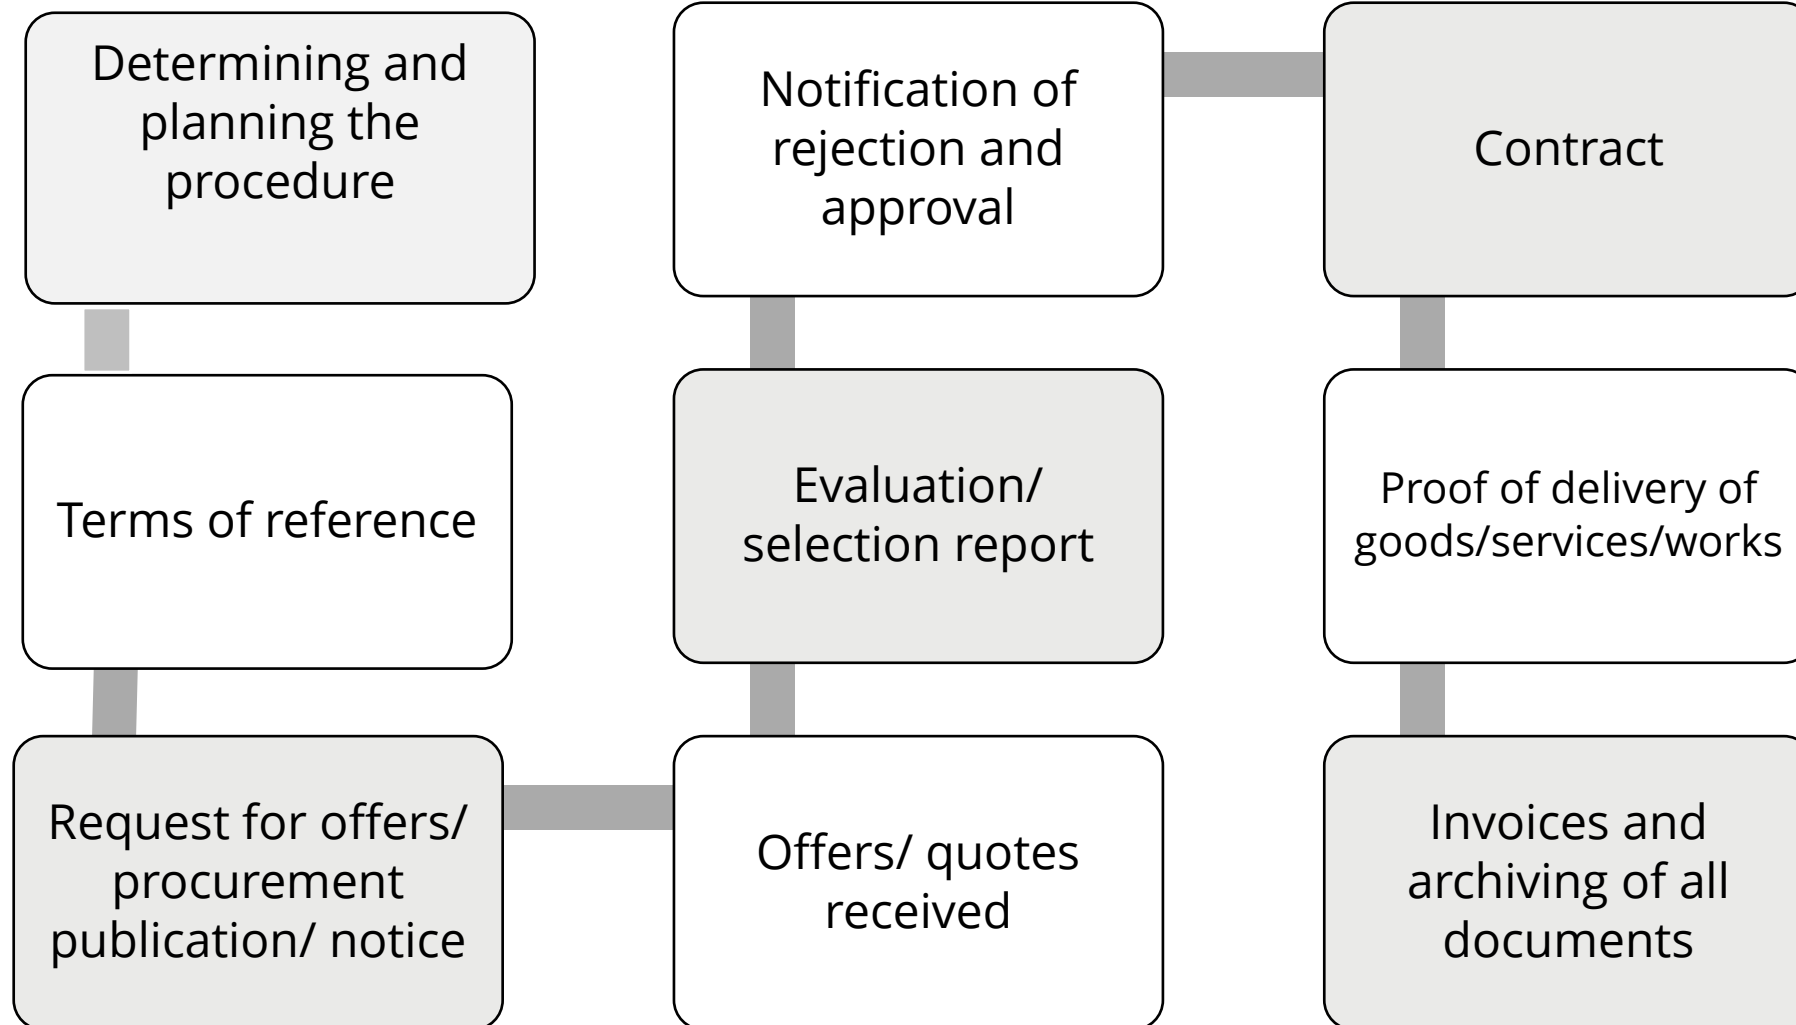 Determining and
planning the
procedure
Terms of reference
Request for offers/
procurement
publication/ notice
Offers/ quotes
received
Evaluation/
selection report
Notification of
rejection and
approval
Contract
Proof of delivery of
goods/services/works
Invoices and
archiving of all
documents